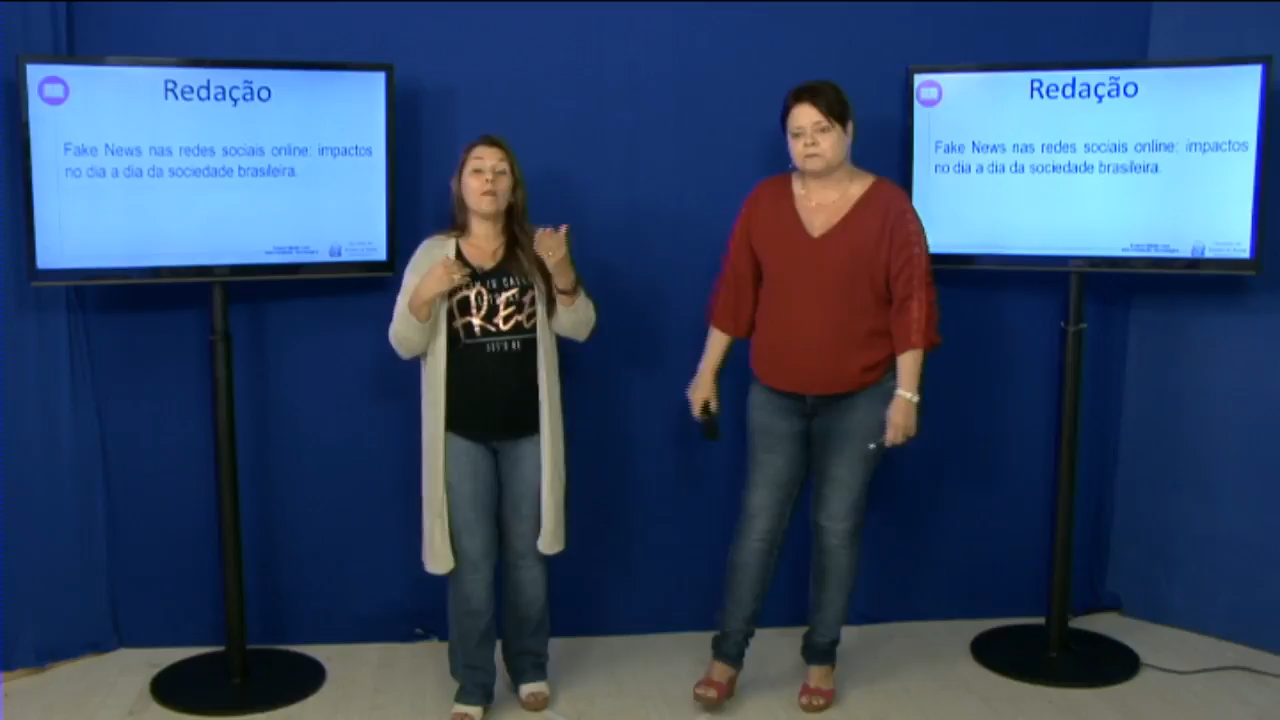 Redação
Fake News nas redes sociais online: impactos
no dia a dia da sociedade brasileira.
FREE
Redação
Fake News nas redes sociais online: impactos
no dia a dia da sociedade brasileira.